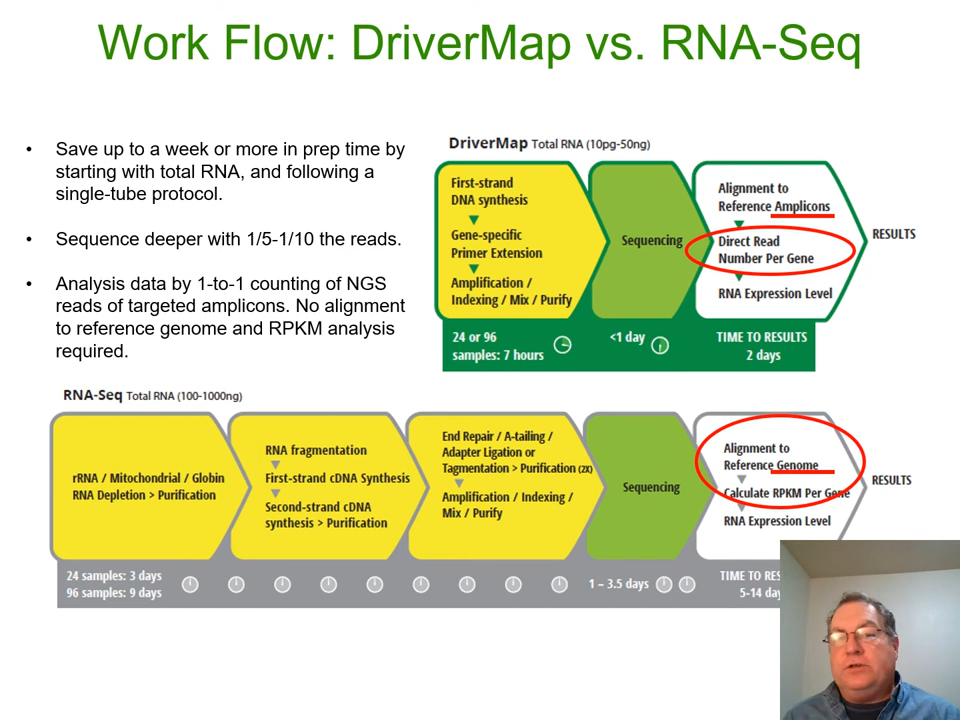 Work Flow: DriverMap vs. RNA-Seq
• Save up to a week or more in prep time by
starting with total RNA, and following a
single-tube protocol.
• Sequence deeper with 1/5-1/10 the reads.
• Analysis data by 1-to-1 counting of NGS
reads of targeted amplicons. No alignment
to reference genome and RPKM analysis
required.
DriverMap Total RNA (10pg-50ng)
First-strand
DNA synthesis
Gene-specific
Primer Extension
Amplification /
Indexing / Mix / Purify
Sequencing
Alignment to
Reference Amplicons
Direct Read
Number Per Gene
RNA Expression Level
RESULTS
24 or 96
samples: 7 hours
<1 day
TIME TO RESULTS
2 days
RNA-Seq Total RNA (100-1000ng)
rRNA / Mitochondrial / Globin
RNA Depletion > Purification
RNA fragmentation
First-strand cDNA Synthesis
Second-strand cDNA
synthesis > Purification
End Repair / A-tailing /
Adapter Ligation or
Tagmentation > Purification (2X)
Amplification / Indexing /
Mix / Purify
Sequencing
Alignment to
Reference Genome
Calculate RPKM Per Gene
RNA Expression Level
RESULTS
24 samples: 3 days
96 samples: 9 days
1 – 3.5 days
TIME TO
5-14